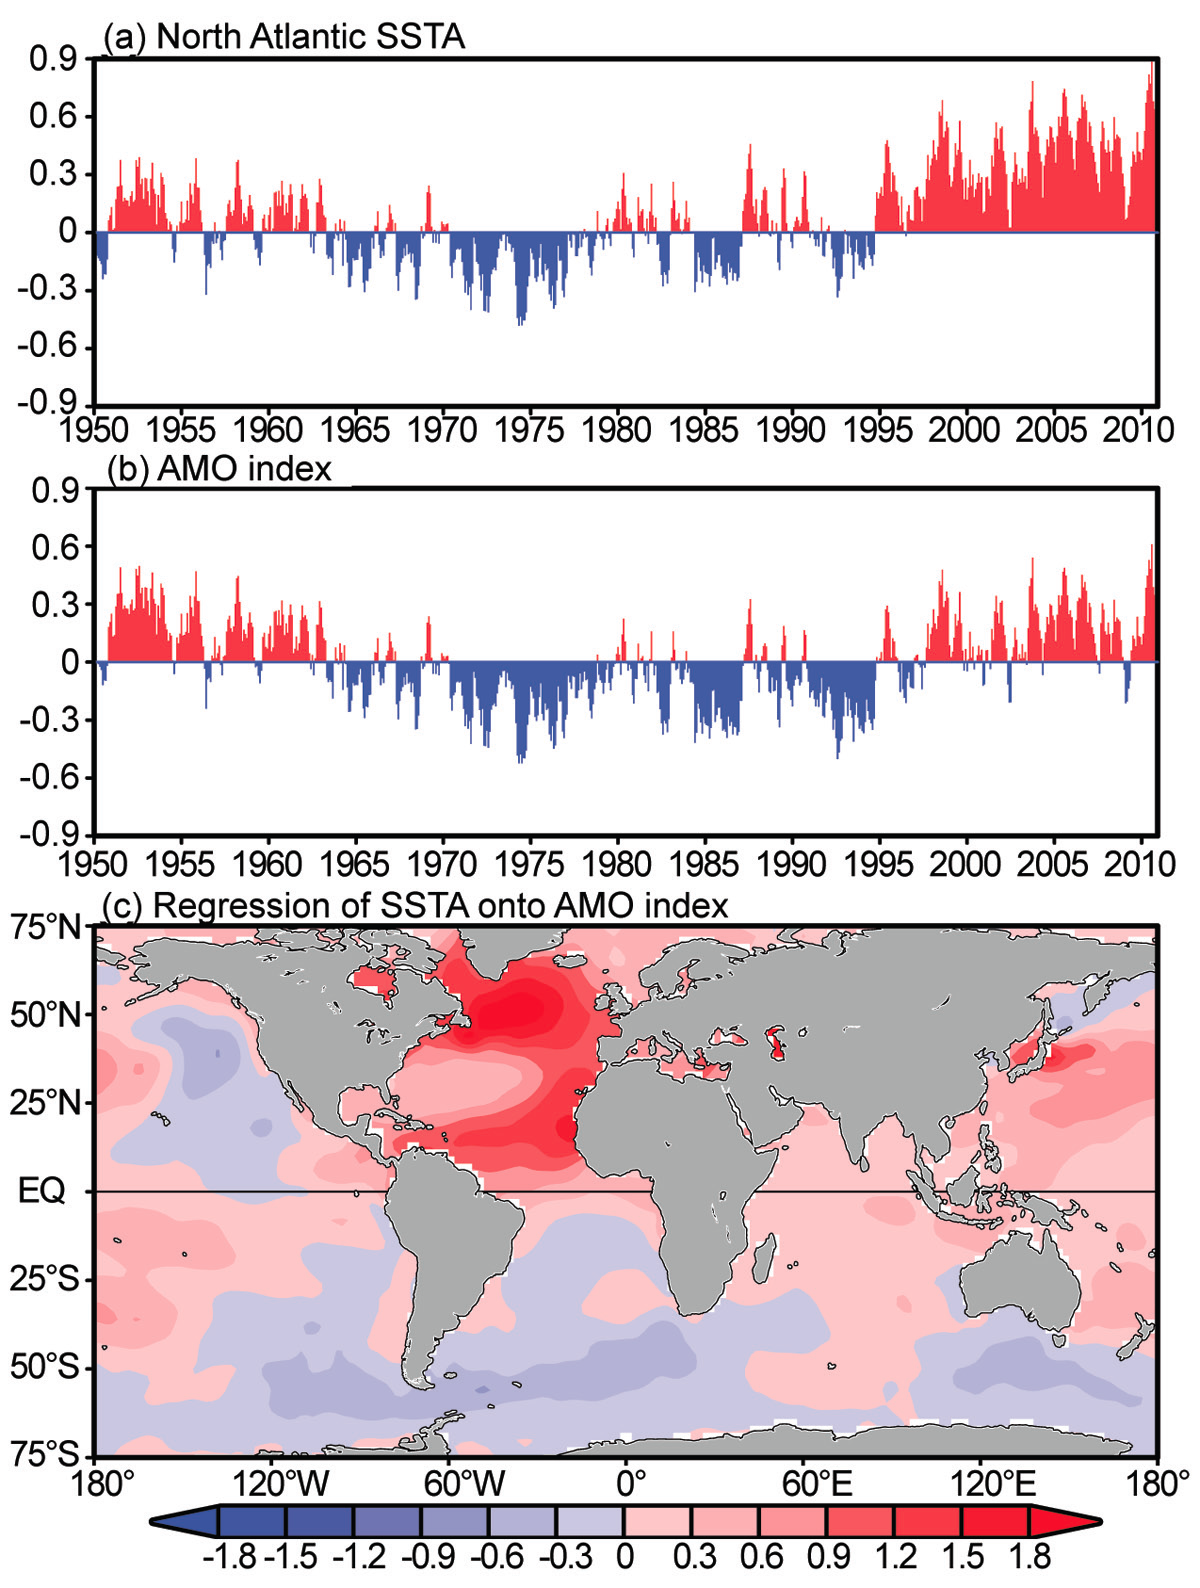 (a) North Atlantic SSTA
0.9
0.6
0.3
0
-0.3
-0.6
-0.9
1950 1955 1960 1965 1970 1975 1980 1985 1990 1995 2000 2005 2010
(b) AMO index
0.9
0.6
0.3
0
-0.3
-0.6
-0.9
1950 1955 1960 1965 1970 1975 1980 1985 1990 1995 2000 2005 2010
(c) Regression of SSTA onto AMO index
75°N
50°N
25°N
EQ
25°S
50°S
75°S
180° 120°W 60°W 0° 60°E 120°E 180°
-1.8 -1.5 -1.2 -0.9 -0.6 -0.3 0 0.3 0.6 0.9 1.2 1.5 1.8